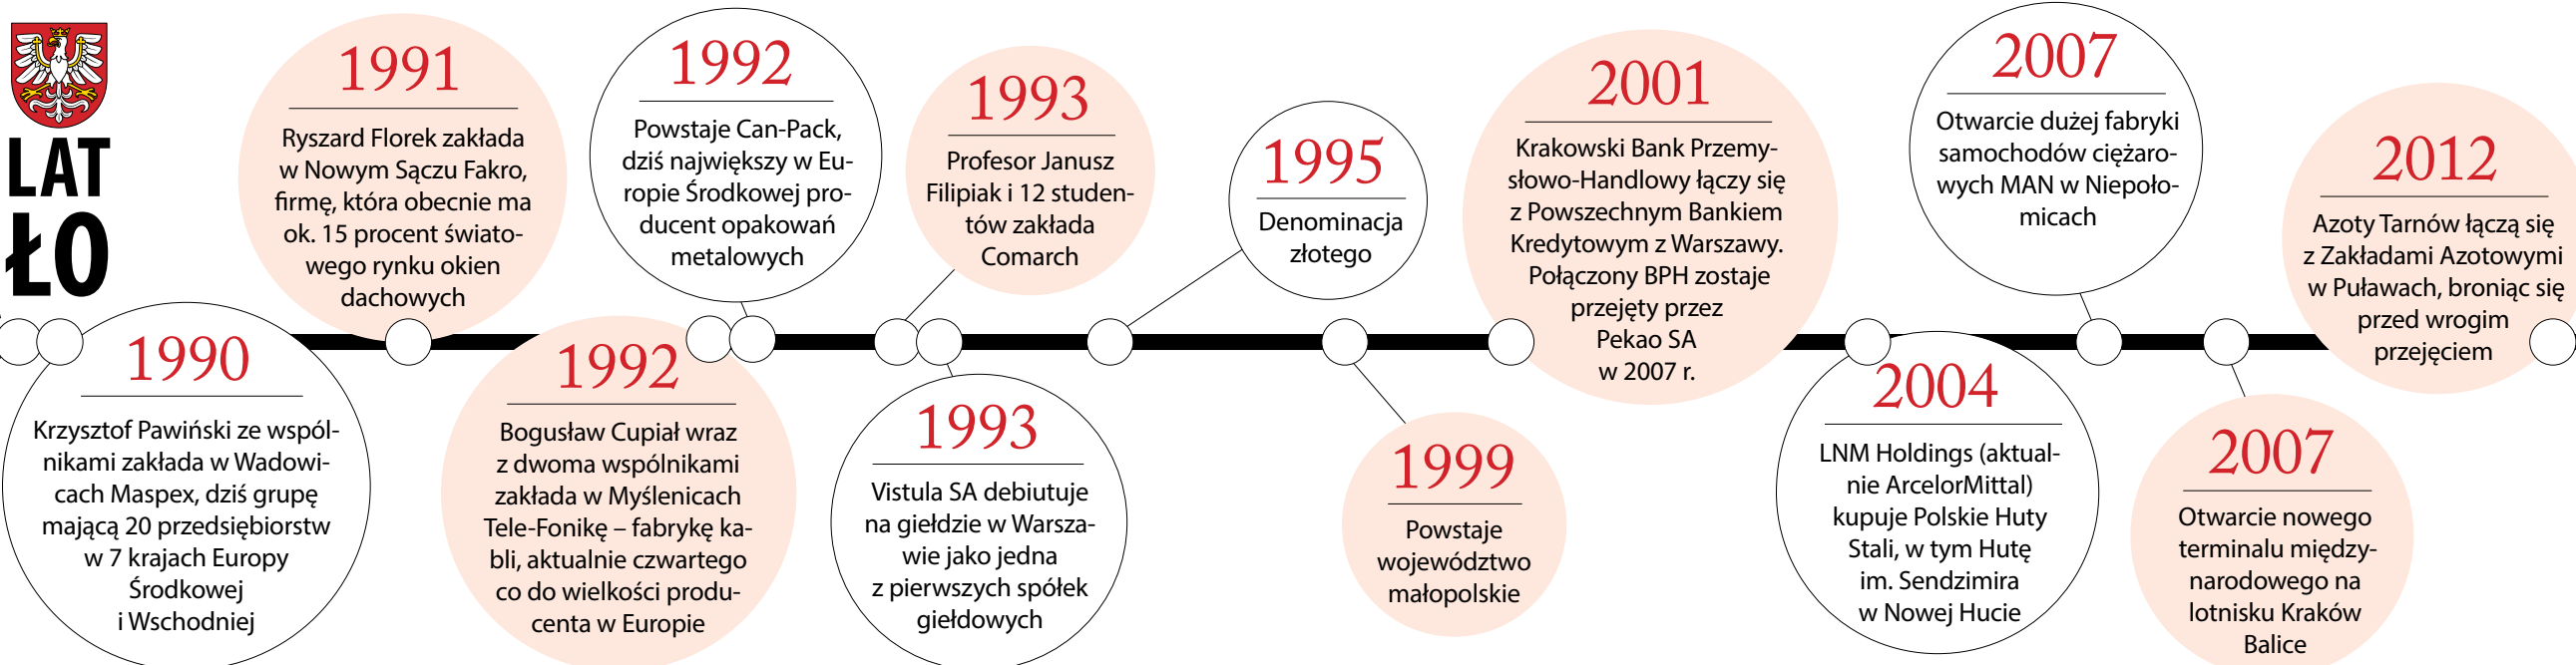 LAT
ŁO
1990
Krzysztof Pawiński ze wspól-
nikami zakłada w Wadowi-
cach Maspex, dziś grupę
mającą 20 przedsiębiorstw
w 7 krajach Europy
Środkowej
i Wschodniej
1991
Ryszard Florek zakłada
w Nowym Sączu Fakro,
firmę, która obecnie ma
ok. 15 procent świato-
wego rynku okien
dachowych
1992
Bogusław Cupiał wraz
z dwoma wspólnikami
zakłada w Myślenicach
Tele-Fonikę – fabrykę ka-
bli, aktualnie czwartego
co do wielkości produ-
centa w Europie
1992
Powstaje Can-Pack,
dziś największy w Eu-
ropie Środkowej pro-
ducent opakowań
metalowych
1993
Profesor Janusz
Filipiak i 12 studen-
tów zakłada
Comarch
1993
Vistula SA debiutuje
na giełdzie w Warsza-
wie jako jedna
z pierwszych spółek
giełdowych
1995
Denominacja
złotego
1999
Powstaje
województwo
małopolskie
2001
Krakowski Bank Przemy-
słowo-Handlowy łączy się
z Powszechnym Bankiem
Kredytowym z Warszawy.
Połączony BPH zostaje
przejęty przez
Pekao SA
w 2007 r.
2004
LNM Holdings (aktual-
nie ArcelorMittal)
kupuje Polskie Huty
Stali, w tym Hutę
im. Sendzimira
w Nowej Hucie
2007
Otwarcie dużej fabryki
samochodów ciężaro-
wych MAN w Niepoło-
micach
2007
Otwarcie nowego
terminalu między-
narodowego na
lotnisku Kraków
Balice
2012
Azoty Tarnów łączą się
z Zakładami Azotowymi
w Puławach, broniąc się
przed wrogim
przejęciem